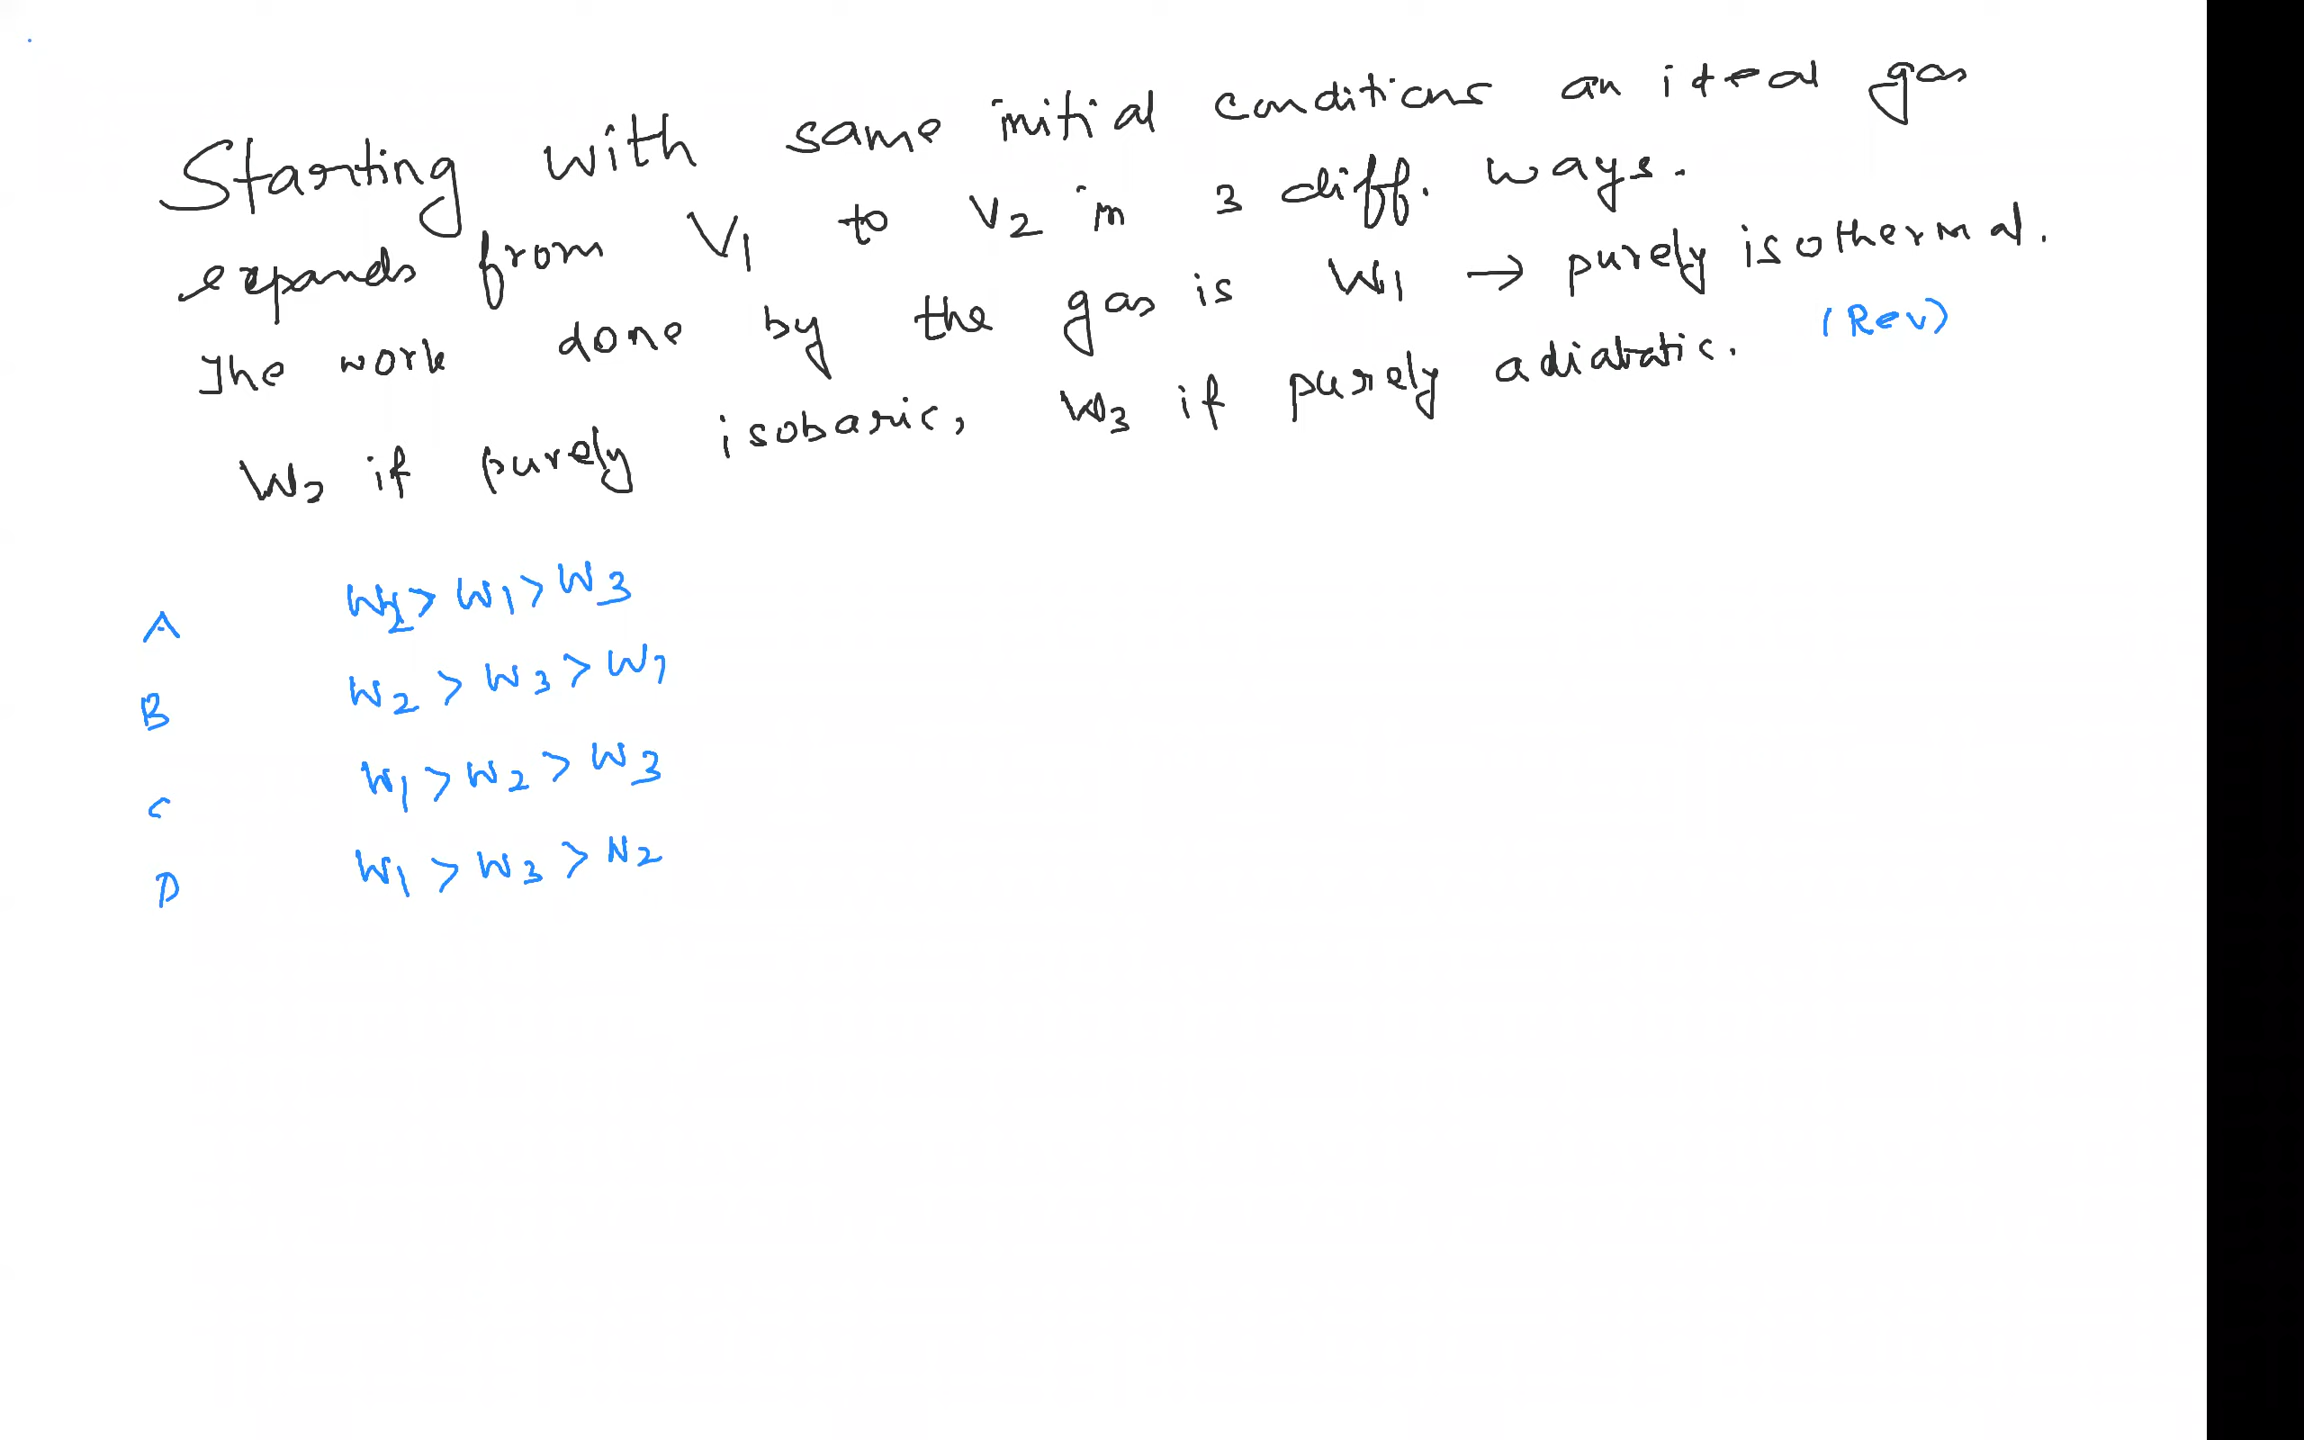 Starting with same initial conditions an ideal gas
expands from V1 to V2 in 3 diff. ways.
The work done by the gas is W1 → purely isothermal.
W2 if purely isobaric, W3 if purely adiabatic. (Rev)
A W2 > W1 > W3
B W2 > W3 > W1
C W1 > W2 > W3
D W1 > W3 > W2